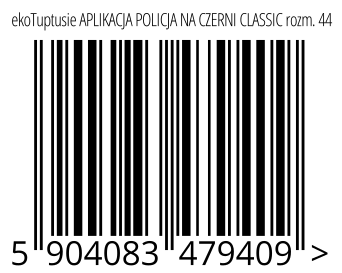 ekoTuptusie APLIKACJA POLICJA NA CZERNI CLASSIC rozm. 44
5 904083 479409 >